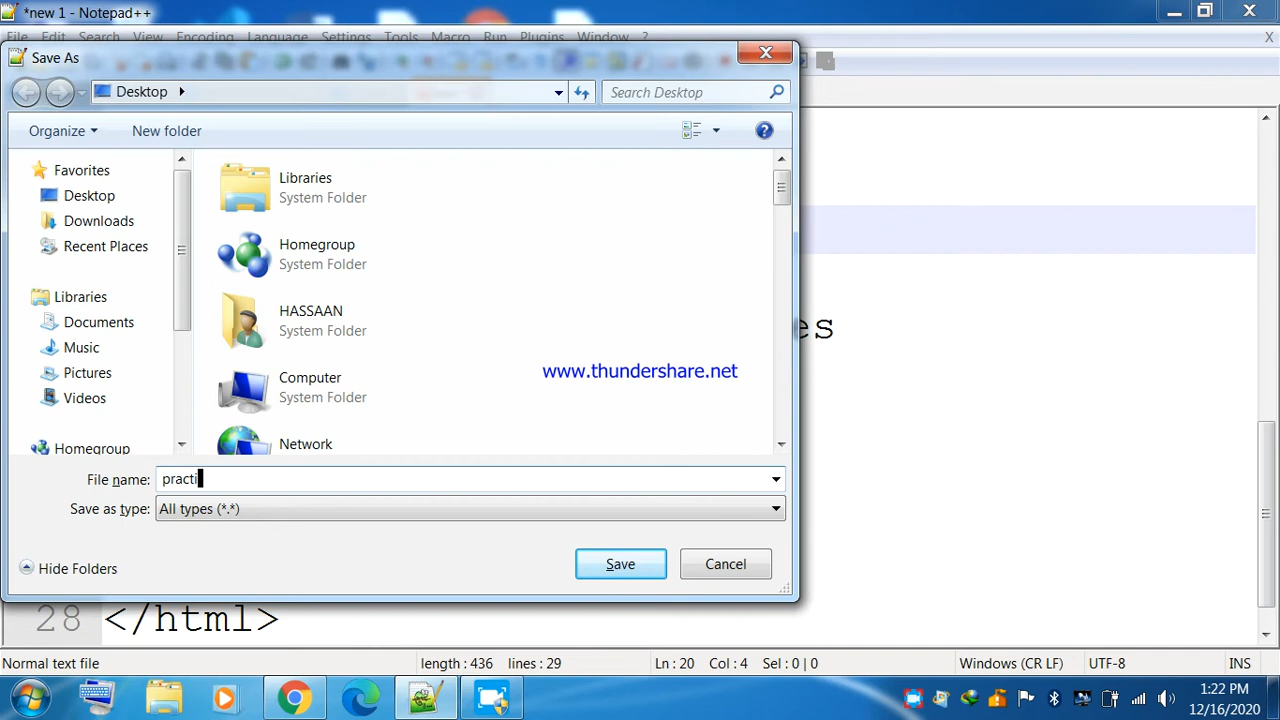 *new 1 - Notepad++
File Edit Search View Encoding Language Settings Tools Macro Run Plugins Window ? X
Save As
Desktop
Search Desktop
Organize
New folder
Favorites
Desktop
Downloads
Recent Places
Libraries
Documents
Music
Pictures
Videos
Homegroup
Libraries
System Folder
Homegroup
System Folder
HASSAAN
System Folder
Computer
System Folder
Network
www.thundershare.net
es
File name: practi
Save as type: All types (*.*)
Hide Folders
Save
Cancel
28 </html>
Normal text file length : 436 lines : 29 Ln : 20 Col : 4 Sel : 0 | 0 Windows (CR LF) UTF-8 INS
1:22 PM
12/16/2020